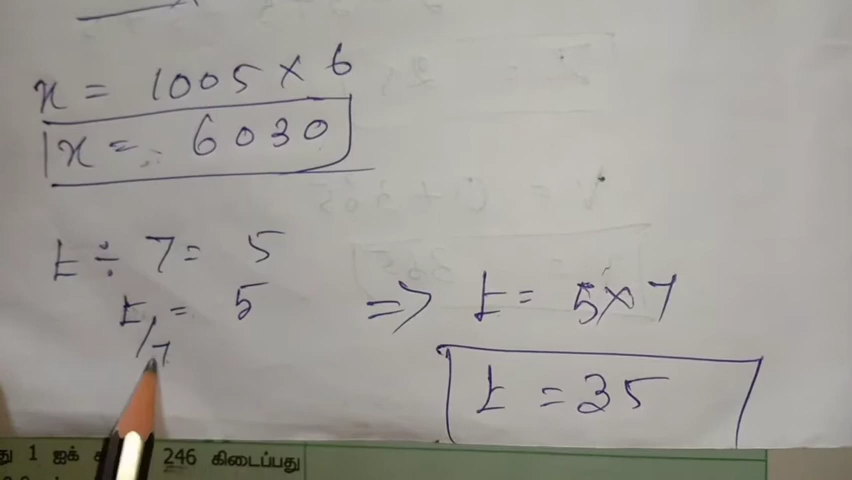 x = 1005 × 6
x = 6030
t ÷ 7 = 5
t/7 = 5 => t = 5×7
t = 35
து 1 ஐக் 246 கிடைப்பது